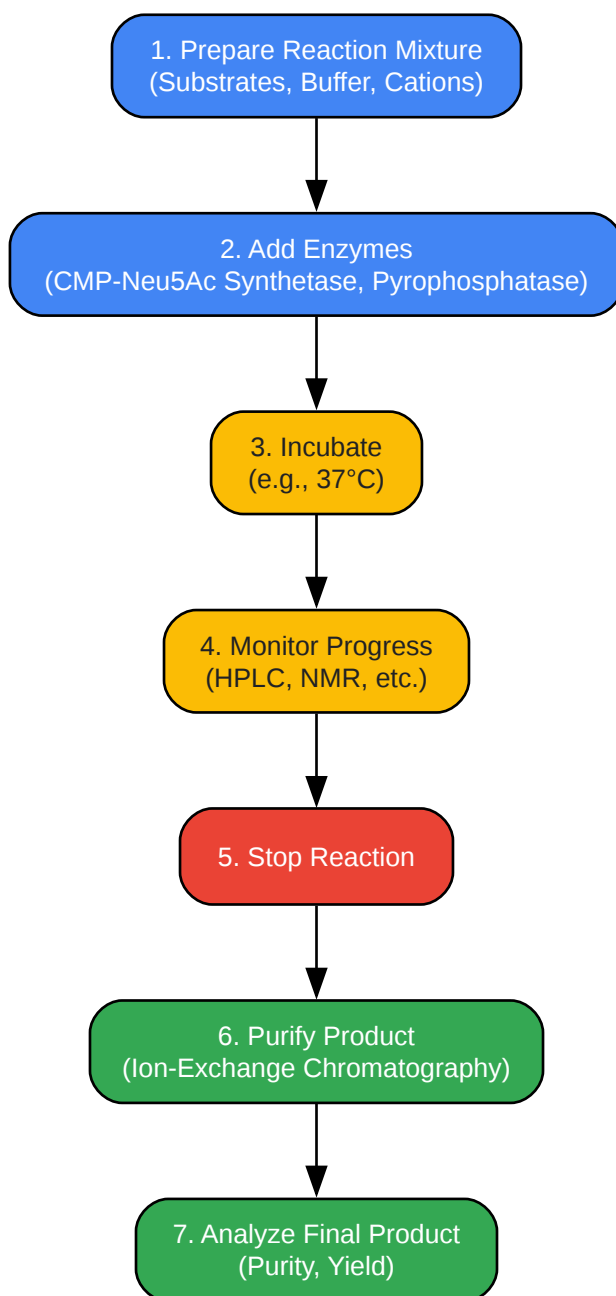 1. Prepare Reaction Mixture
(Substrates, Buffer, Cations)
2. Add Enzymes
(CMP-Neu5Ac Synthetase, Pyrophosphatase)
3. Incubate
(e.g., 37°C)
4. Monitor Progress
(HPLC, NMR, etc.)
5. Stop Reaction
6. Purify Product
(Ion-Exchange Chromatography)
7. Analyze Final Product
(Purity, Yield)